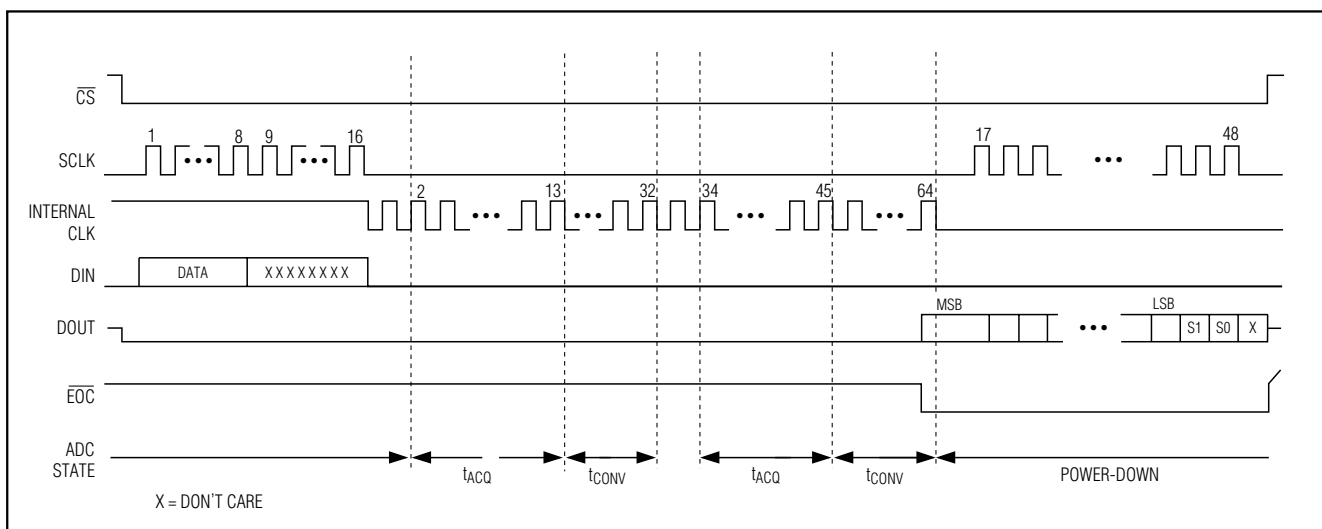 CS
1 8 9 16 17 48
SCLK •••  •••  •••
2 13 32 34 45 64
INTERNAL CLK ••• ••• ••• •••
DIN DATA X X X X X X X X
MSB LSB
DOUT ••• S1 S0 X
EOC
ADC STATE
tACQ tCONV tACQ tCONV POWER-DOWN
X = DON'T CARE